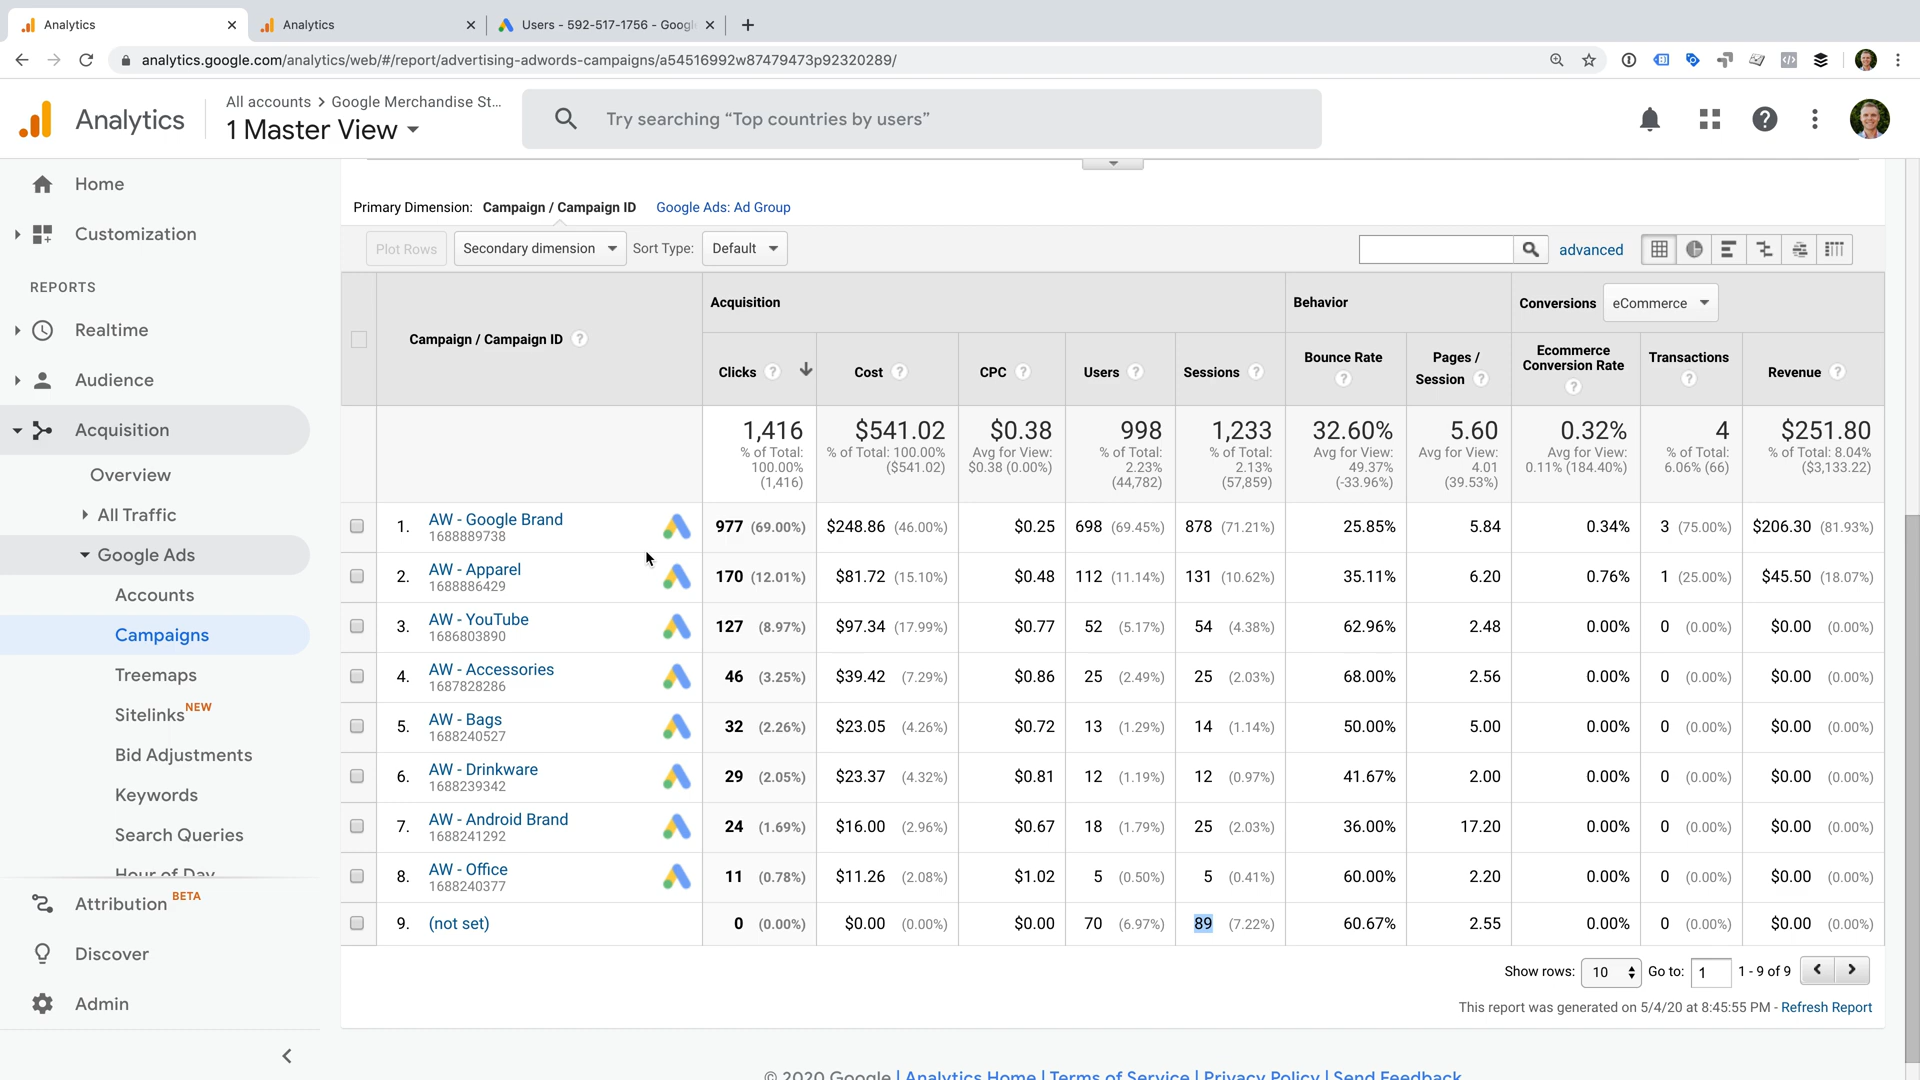 Analytics
Analytics
Users - 592-517-1756 - Googl
analytics.google.com/analytics/web/#/report/advertising-adwords-campaigns/a54516992w87479473p92320289/
Analytics
All accounts > Google Merchandise St...
1 Master View
Try searching “Top countries by users”
Home
Customization
REPORTS
Realtime
Audience
Acquisition
Overview
All Traffic
Google Ads
Accounts
Campaigns
Treemaps
Sitelinks NEW
Bid Adjustments
Keywords
Search Queries
Hour of Day
Attribution BETA
Discover
Admin
Primary Dimension: Campaign / Campaign ID Google Ads: Ad Group
Plot Rows Secondary dimension Sort Type: Default advanced
Campaign / Campaign ID
Acquisition Behavior Conversions eCommerce
Clicks Cost CPC Users Sessions Bounce Rate Pages / Session Ecommerce Conversion Rate Transactions Revenue
1,416 $541.02 $0.38 998 1,233 32.60% 5.60 0.32% 4 $251.80
% of Total: 100.00% (1,416) % of Total: 100.00% ($541.02) Avg for View: $0.38 (0.00%) % of Total: 2.23% (44,782) % of Total: 2.13% (57,859) Avg for View: 49.37% (-33.96%) Avg for View: 4.01 (39.53%) Avg for View: 0.11% (184.40%) % of Total: 6.06% (66) % of Total: 8.04% ($3,133.22)
1. AW - Google Brand 977 (69.00%) $248.86 (46.00%) $0.25 698 (69.45%) 878 (71.21%) 25.85% 5.84 0.34% 3 (75.00%) $206.30 (81.93%)
1688889738
2. AW - Apparel 170 (12.01%) $81.72 (15.10%) $0.48 112 (11.14%) 131 (10.62%) 35.11% 6.20 0.76% 1 (25.00%) $45.50 (18.07%)
1688886429
3. AW - YouTube 127 (8.97%) $97.34 (17.99%) $0.77 52 (5.17%) 54 (4.38%) 62.96% 2.48 0.00% 0 (0.00%) $0.00 (0.00%)
1686803890
4. AW - Accessories 46 (3.25%) $39.42 (7.29%) $0.86 25 (2.49%) 25 (2.03%) 68.00% 2.56 0.00% 0 (0.00%) $0.00 (0.00%)
1687828286
5. AW - Bags 32 (2.26%) $23.05 (4.26%) $0.72 13 (1.29%) 14 (1.14%) 50.00% 5.00 0.00% 0 (0.00%) $0.00 (0.00%)
1688240527
6. AW - Drinkware 29 (2.05%) $23.37 (4.32%) $0.81 12 (1.19%) 12 (0.97%) 41.67% 2.00 0.00% 0 (0.00%) $0.00 (0.00%)
1688239342
7. AW - Android Brand 24 (1.69%) $16.00 (2.96%) $0.67 18 (1.79%) 25 (2.03%) 36.00% 17.20 0.00% 0 (0.00%) $0.00 (0.00%)
1688241292
8. AW - Office 11 (0.78%) $11.26 (2.08%) $1.02 5 (0.50%) 5 (0.41%) 60.00% 2.20 0.00% 0 (0.00%) $0.00 (0.00%)
1688240377
9. (not set) 0 (0.00%) $0.00 (0.00%) $0.00 70 (6.97%) 89 (7.22%) 60.67% 2.55 0.00% 0 (0.00%) $0.00 (0.00%)
Show rows: 10 Go to: 1 1 - 9 of 9
This report was generated on 5/4/20 at 8:45:55 PM - Refresh Report
© 2020 Google | Analytics Home | Terms of Service | Privacy Policy | Send Feedback